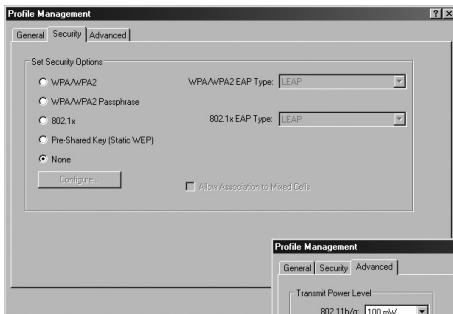 Profile Management
General Security Advanced
Set Security Options
WPA/WPA2 WPA/WPA2 EAP Type: LEAP
WPA/WPA2 Passphrase
802.1x 802.1x EAP Type: LEAP
Pre-Shared Key (Static WEP)
None
Configure...
Allow Association to Mixed Cells
Profile Management
General Security Advanced
Transmit Power Level
802.11b/g: 100 mW